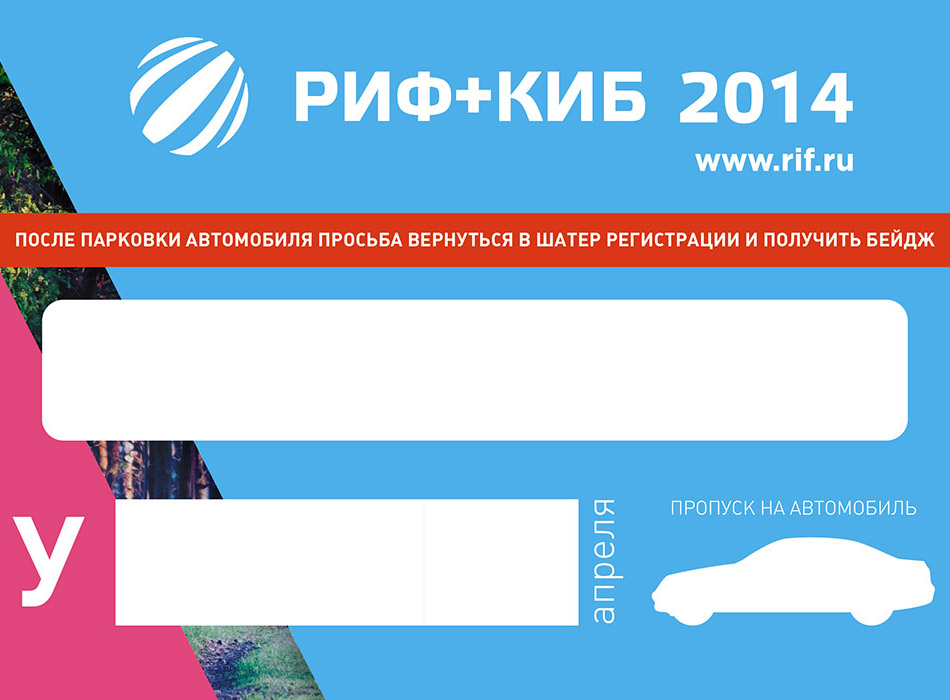 РИФ+КИБ 2014
www.rif.ru
ПОСЛЕ ПАРКОВКИ АВТОМОБИЛЯ ПРОСЬБА ВЕРНУТЬСЯ В ШАТЕР РЕГИСТРАЦИИ И ПОЛУЧИТЬ БЕЙДЖ
У
апреля
ПРОПУСК НА АВТОМОБИЛЬ